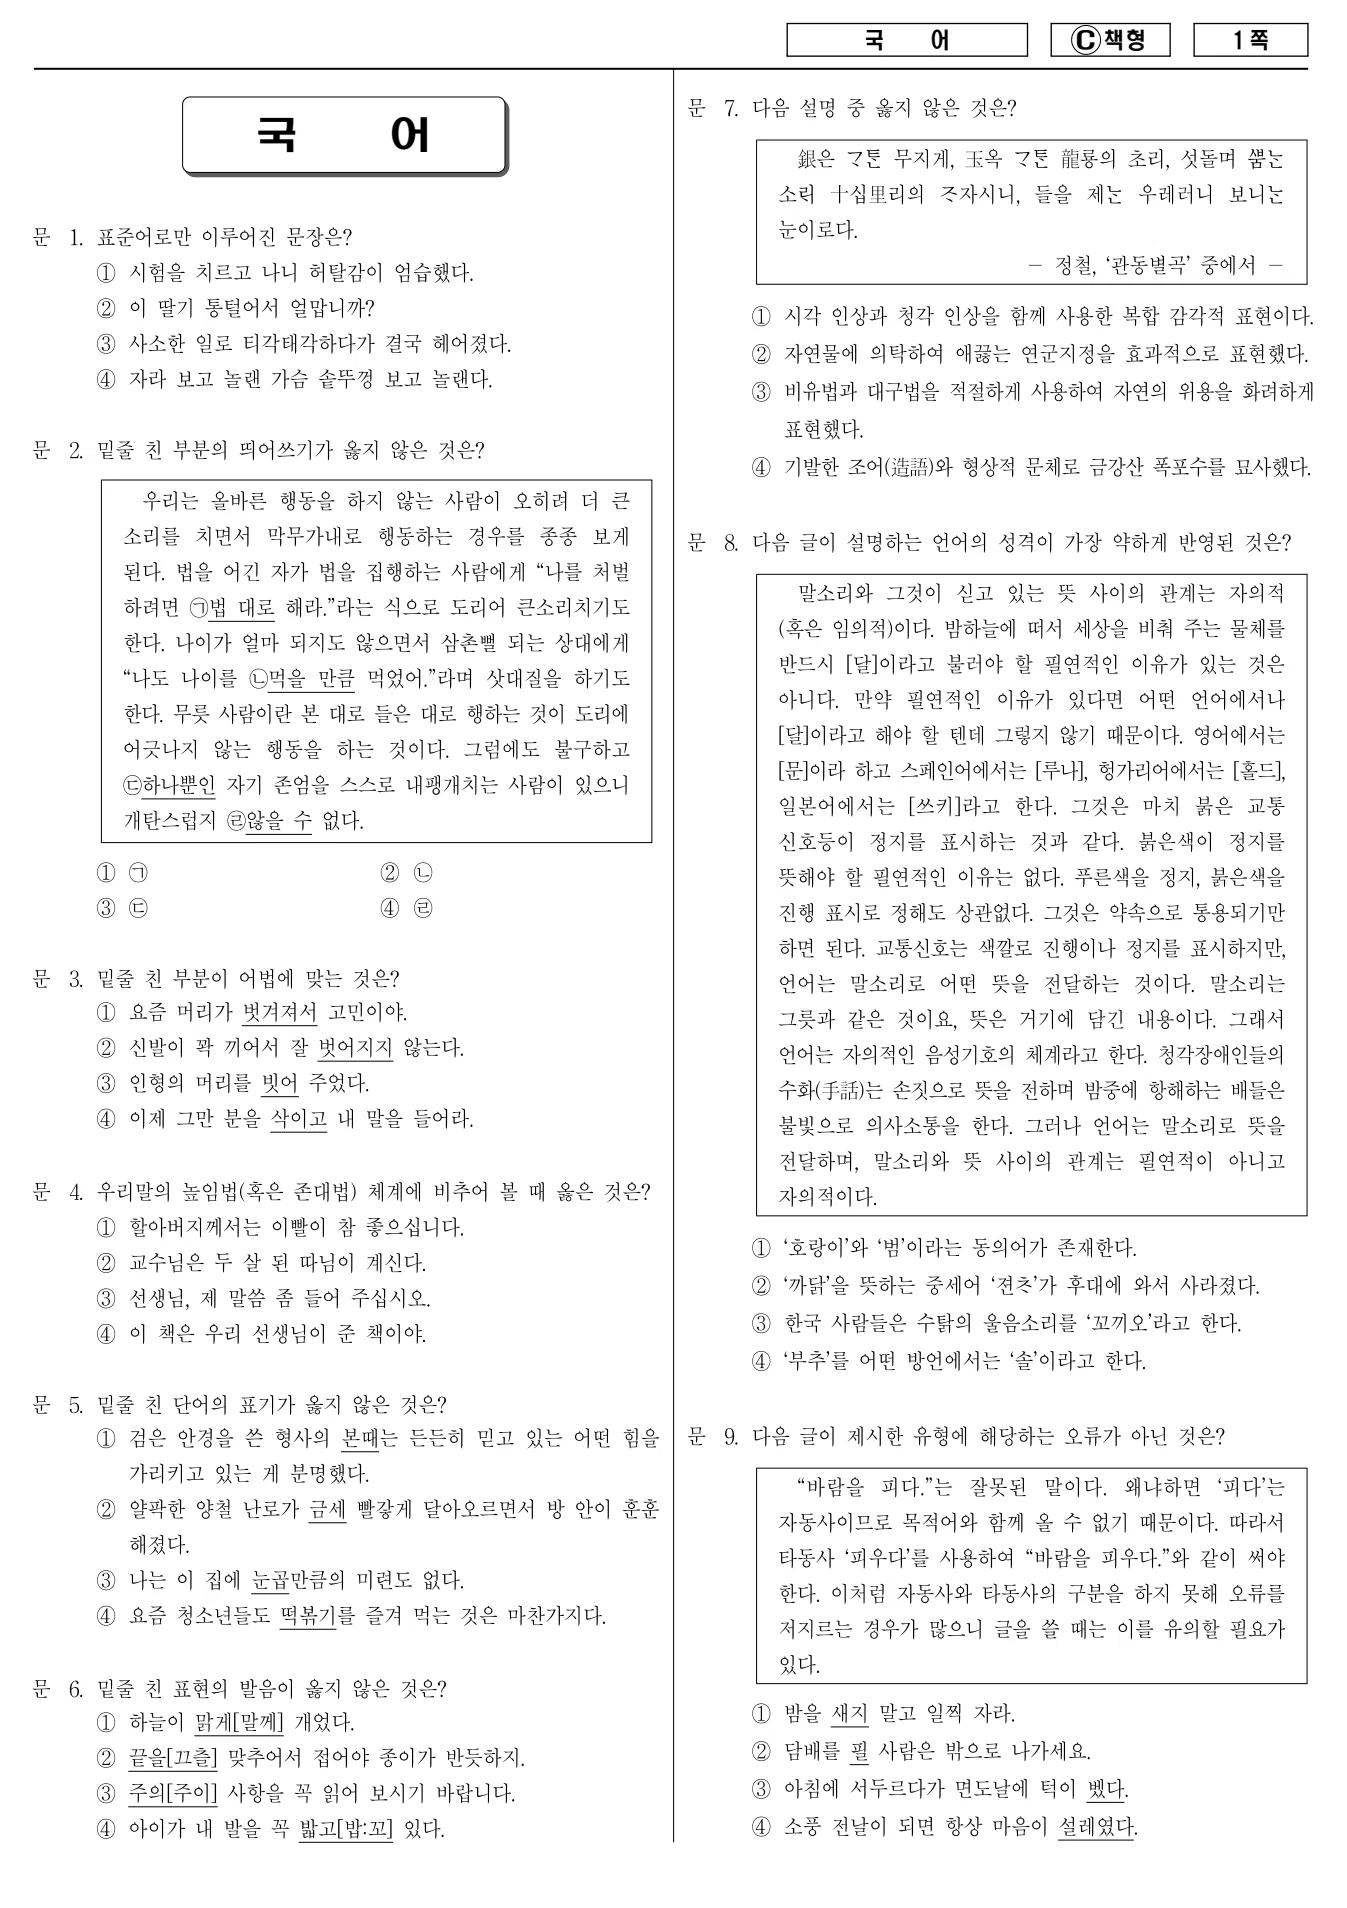 국 어
Ⓒ책형
1 쪽
국 어
문 1. 표준어로만 이루어진 문장은?
① 시험을 치르고 나니 허탈감이 엄습했다.
② 이 딸기 통털어서 얼맙니까?
③ 사소한 일로 티각태각하다가 결국 헤어졌다.
④ 자라 보고 놀랜 가슴 솥뚜껑 보고 놀랜다.
문 2. 밑줄 친 부분의 띄어쓰기가 옳지 않은 것은?
우리는 올바른 행동을 하지 않는 사람이 오히려 더 큰
소리를 치면서 막무가내로 행동하는 경우를 종종 보게
된다. 법을 어긴 자가 법을 집행하는 사람에게 “나를 처벌
하려면 ㉠법 대로 해라.”라는 식으로 도리어 큰소리치기도
한다. 나이가 얼마 되지도 않으면서 삼촌뻘 되는 상대에게
“나도 나이를 ㉡먹을 만큼 먹었어.”라며 삿대질을 하기도
한다. 무릇 사람이란 본 대로 들은 대로 행하는 것이 도리에
어긋나지 않는 행동을 하는 것이다. 그럼에도 불구하고
㉢하나뿐인 자기 존엄을 스스로 내팽개치는 사람이 있으니
개탄스럽지 ㉣않을 수 없다.
① ㉠ ② ㉡
③ ㉢ ④ ㉣
문 3. 밑줄 친 부분이 어법에 맞는 것은?
① 요즘 머리가 벗겨져서 고민이야.
② 신발이 꽉 끼어서 잘 벗어지지 않는다.
③ 인형의 머리를 빗어 주었다.
④ 이제 그만 분을 삭이고 내 말을 들어라.
문 4. 우리말의 높임법(혹은 존대법) 체계에 비추어 볼 때 옳은 것은?
① 할아버지께서는 이빨이 참 좋으십니다.
② 교수님은 두 살 된 따님이 계신다.
③ 선생님, 제 말씀 좀 들어 주십시오.
④ 이 책은 우리 선생님이 준 책이야.
문 5. 밑줄 친 단어의 표기가 옳지 않은 것은?
① 검은 안경을 쓴 형사의 본때는 든든히 믿고 있는 어떤 힘을
가리키고 있는 게 분명했다.
② 얄팍한 양철 난로가 금세 빨갛게 달아오르면서 방 안이 훈훈
해졌다.
③ 나는 이 집에 눈곱만큼의 미련도 없다.
④ 요즘 청소년들도 떡볶기를 즐겨 먹는 것은 마찬가지다.
문 6. 밑줄 친 표현의 발음이 옳지 않은 것은?
① 하늘이 맑게[말께] 개었다.
② 끝을[끄츨] 맞추어서 접어야 종이가 반듯하지.
③ 주의[주이] 사항을 꼭 읽어 보시기 바랍니다.
④ 아이가 내 발을 꼭 밟고[밥:꼬] 있다.
문 7. 다음 설명 중 옳지 않은 것은?
銀은 ᄀᆞᄐᆞᆫ 무지게, 玉옥 ᄀᆞᄐᆞᆫ 龍룡의 초리, 섯돌며 ᄲᅮᆷᄂᆞᆫ
소릭 十십里리의 ᄌᆞ자시니, 들을 제ᄂᆞᆫ 우레러니 보니ᄂᆞᆫ
눈이로다.
– 정철, ‘관동별곡’ 중에서 –
① 시각 인상과 청각 인상을 함께 사용한 복합 감각적 표현이다.
② 자연물에 의탁하여 애끓는 연군지정을 효과적으로 표현했다.
③ 비유법과 대구법을 적절하게 사용하여 자연의 위용을 화려하게
표현했다.
④ 기발한 조어(造語)와 형상적 문체로 금강산 폭포수를 묘사했다.
문 8. 다음 글이 설명하는 언어의 성격이 가장 약하게 반영된 것은?
말소리와 그것이 싣고 있는 뜻 사이의 관계는 자의적
(혹은 임의적)이다. 밤하늘에 떠서 세상을 비춰 주는 물체를
반드시 [달]이라고 불러야 할 필연적인 이유가 있는 것은
아니다. 만약 필연적인 이유가 있다면 어떤 언어에서나
[달]이라고 해야 할 텐데 그렇지 않기 때문이다. 영어에서는
[문]이라 하고 스페인어에서는 [루나], 헝가리어에서는 [홀드],
일본어에서는 [쓰키]라고 한다. 그것은 마치 붉은 교통
신호등이 정지를 표시하는 것과 같다. 붉은색이 정지를
뜻해야 할 필연적인 이유는 없다. 푸른색을 정지, 붉은색을
진행 표시로 정해도 상관없다. 그것은 약속으로 통용되기만
하면 된다. 교통신호는 색깔로 진행이나 정지를 표시하지만,
언어는 말소리로 어떤 뜻을 전달하는 것이다. 말소리는
그릇과 같은 것이요, 뜻은 거기에 담긴 내용이다. 그래서
언어는 자의적인 음성기호의 체계라고 한다. 청각장애인들의
수화(手話)는 손짓으로 뜻을 전하며 밤중에 항해하는 배들은
불빛으로 의사소통을 한다. 그러나 언어는 말소리로 뜻을
전달하며, 말소리와 뜻 사이의 관계는 필연적이 아니고
자의적이다.
① ‘호랑이’와 ‘범’이라는 동의어가 존재한다.
② ‘까닭’을 뜻하는 중세어 ‘젼ᄎᆞ’가 후대에 와서 사라졌다.
③ 한국 사람들은 수탉의 울음소리를 ‘꼬끼오’라고 한다.
④ ‘부추’를 어떤 방언에서는 ‘솔’이라고 한다.
문 9. 다음 글이 제시한 유형에 해당하는 오류가 아닌 것은?
“바람을 피다.”는 잘못된 말이다. 왜냐하면 ‘피다’는
자동사이므로 목적어와 함께 올 수 없기 때문이다. 따라서
타동사 ‘피우다’를 사용하여 “바람을 피우다.”와 같이 써야
한다. 이처럼 자동사와 타동사의 구분을 하지 못해 오류를
저지르는 경우가 많으니 글을 쓸 때는 이를 유의할 필요가
있다.
① 밤을 새지 말고 일찍 자라.
② 담배를 필 사람은 밖으로 나가세요.
③ 아침에 서두르다가 면도날에 턱이 벴다.
④ 소풍 전날이 되면 항상 마음이 설레였다.